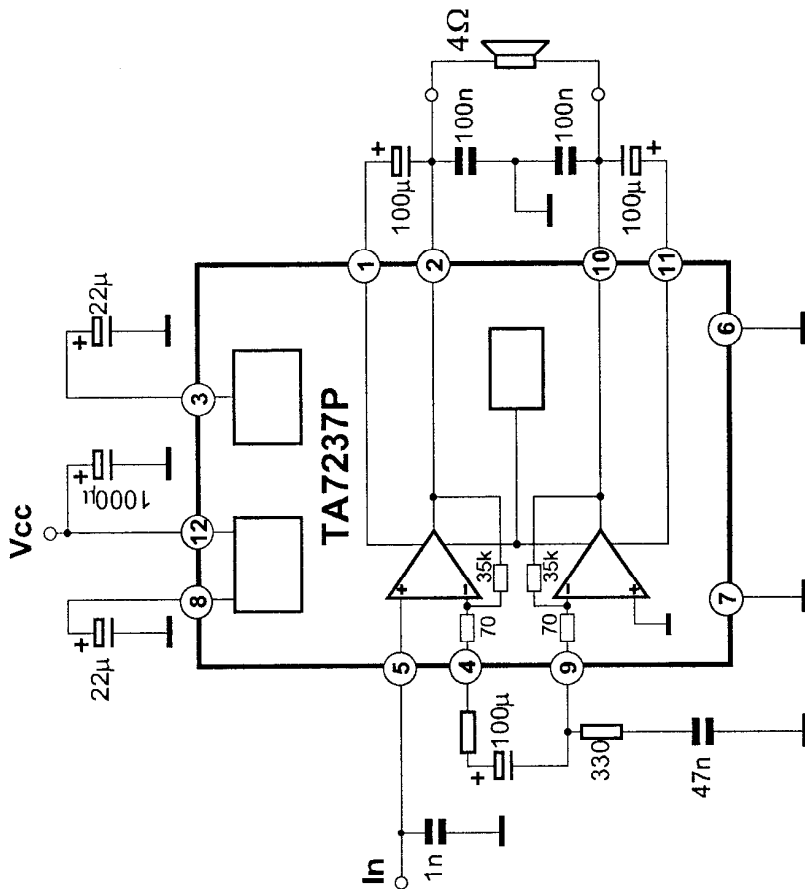 Vcc
22µ
+
8
12
1000µ
+
3
+
22µ
TA7237P
In
1n
5
+
-
70
35k
4
100µ
+
9
70
35k
-
+
330
47n
7
6
1
2
10
11
100µ
+
100n
100n
100µ
+
4Ω